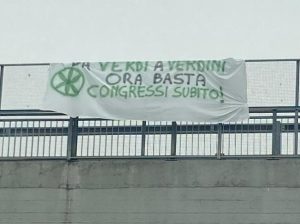 DA VERDI A VERDINI
ORA BASTA
CONGRESSI SUBITO!